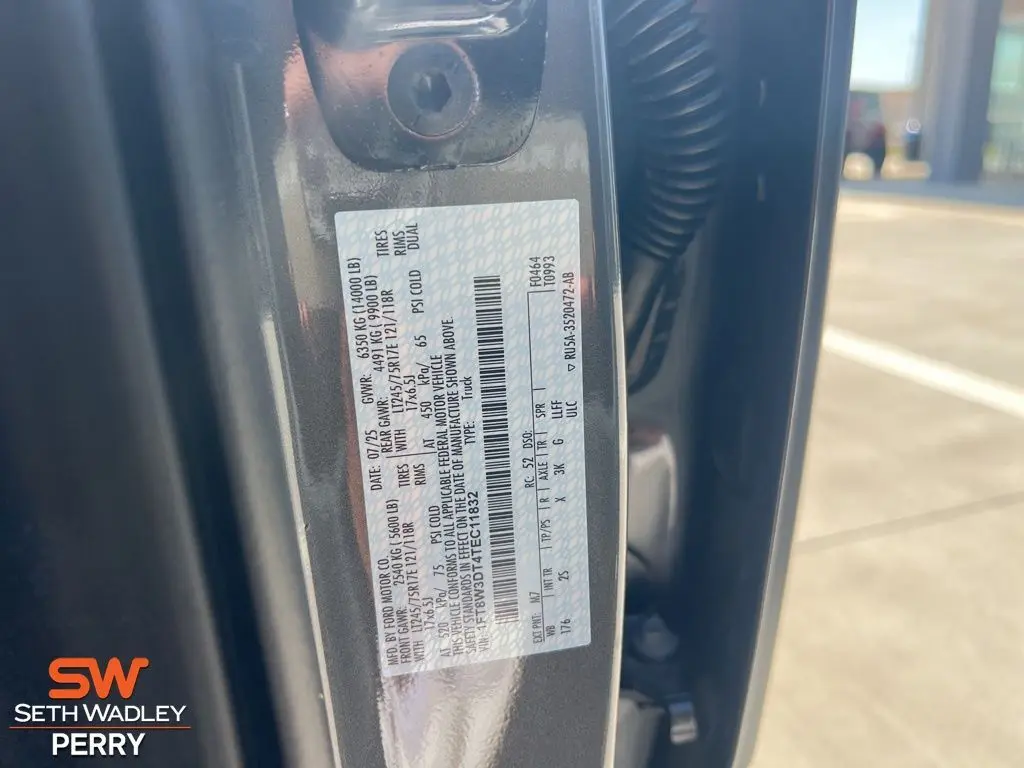 MFD. BY FORD MOTOR CO.
DATE: 07/25 GVWR: 6350 KG (14000 LB)
FRONT GAWR: 2540 KG (5600 LB) REAR GAWR: 4491 KG (9900 LB)
WITH LT245/75R17E 121/118R TIRES WITH LT245/75R17E 121/118R TIRES
17x6.5J RIMS 17x6.5J RIMS
AT 520 kPa/ 75 PSI COLD AT 450 kPa/ 65 PSI COLD DUAL
THIS VEHICLE CONFORMS TO ALL APPLICABLE FEDERAL MOTOR VEHICLE
SAFETY STANDARDS IN EFFECT ON THE DATE OF MANUFACTURE SHOWN ABOVE.
VIN: 1FT8W3DT4TEC11832 TYPE: Truck
EXT PNT: M7 RC: 52 DSO: F0464
WB INT TR TP/PS R AXLE TR SPR T0993
176 2S X 3K G LLFF
ULC ▽ RU5A-3520472-AB
SW
SETH WADLEY
PERRY